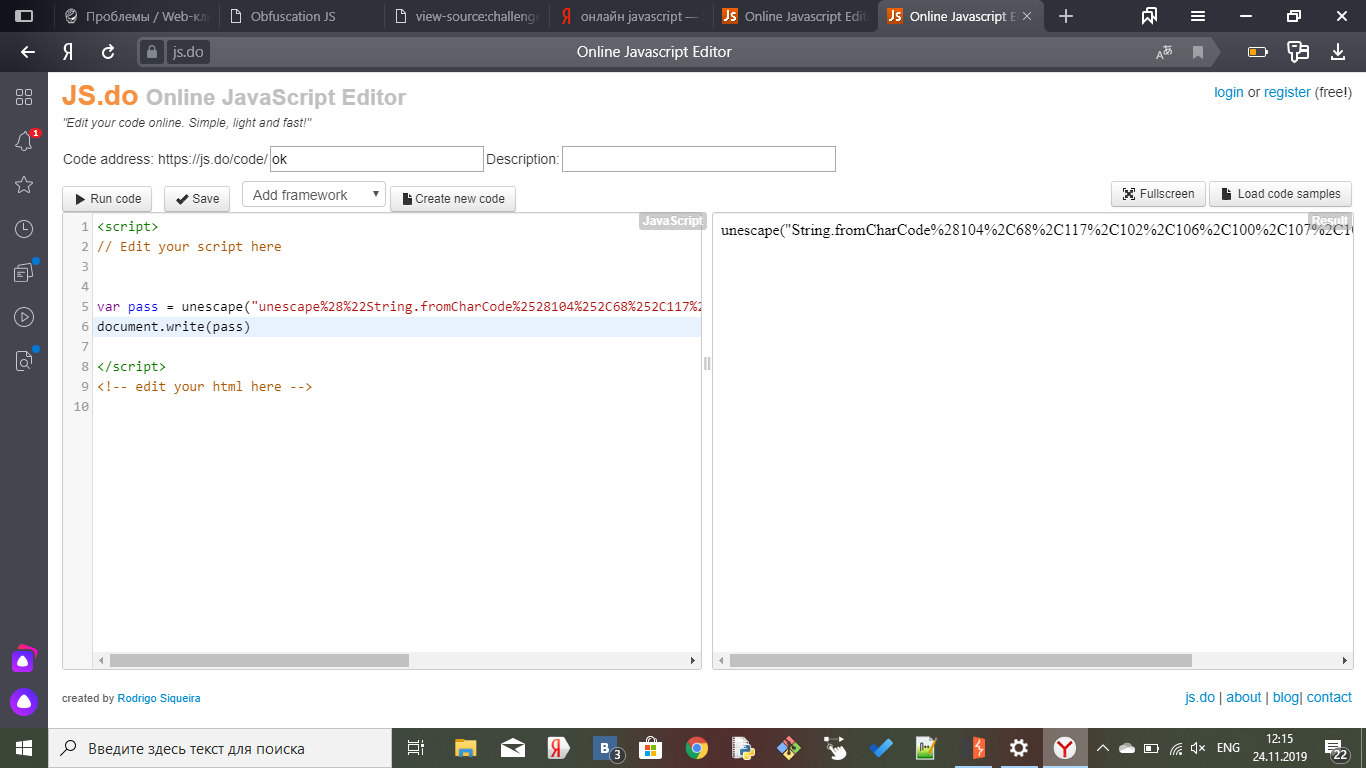 Проблемы / Web-кл
Obfuscation JS
view-source:challeng
онлайн javascript —
Online Javascript Edi
Online Javascript E
js.do
Online Javascript Editor
JS.do Online JavaScript Editor
login or register (free!)
"Edit your code online. Simple, light and fast!"
Code address: https://js.do/code/ ok Description:
Run code Save Add framework Create new code Fullscreen Load code samples
JavaScript
Result
1 <script>
2 // Edit your script here
3
4
5 var pass = unescape("unescape%28%22String.fromCharCode%2528104%252C68%252C117%2
6 document.write(pass)
7
8 </script>
9 <!-- edit your html here -->
10
unescape("String.fromCharCode%28104%2C68%2C117%2C102%2C106%2C100%2C107%2C1
created by Rodrigo Siqueira
js.do | about | blog| contact
Введите здесь текст для поиска
3
ENG
12:15
24.11.2019
22
1